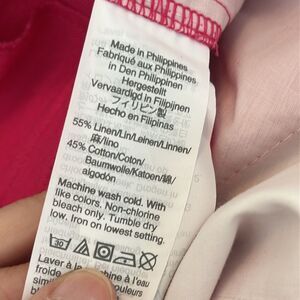 Made in Philippines
Fabriqué aux Philippines
in Den Philippinen
Hergestellt
Vervaardigd in Filipijnen
フィリピン製
Hecho en Filipinas
55% Linen/Lin/Leinen/Linnen/
麻/lino
45% Cotton/Coton/
Baumwolle/Katoen/綿/
algodón
Machine wash cold. With
like colors. Non-chlorine
bleach only. Tumble dry
low. Iron on lowest setting.
Laver à la machine à l'eau
froide
couleurs
simil